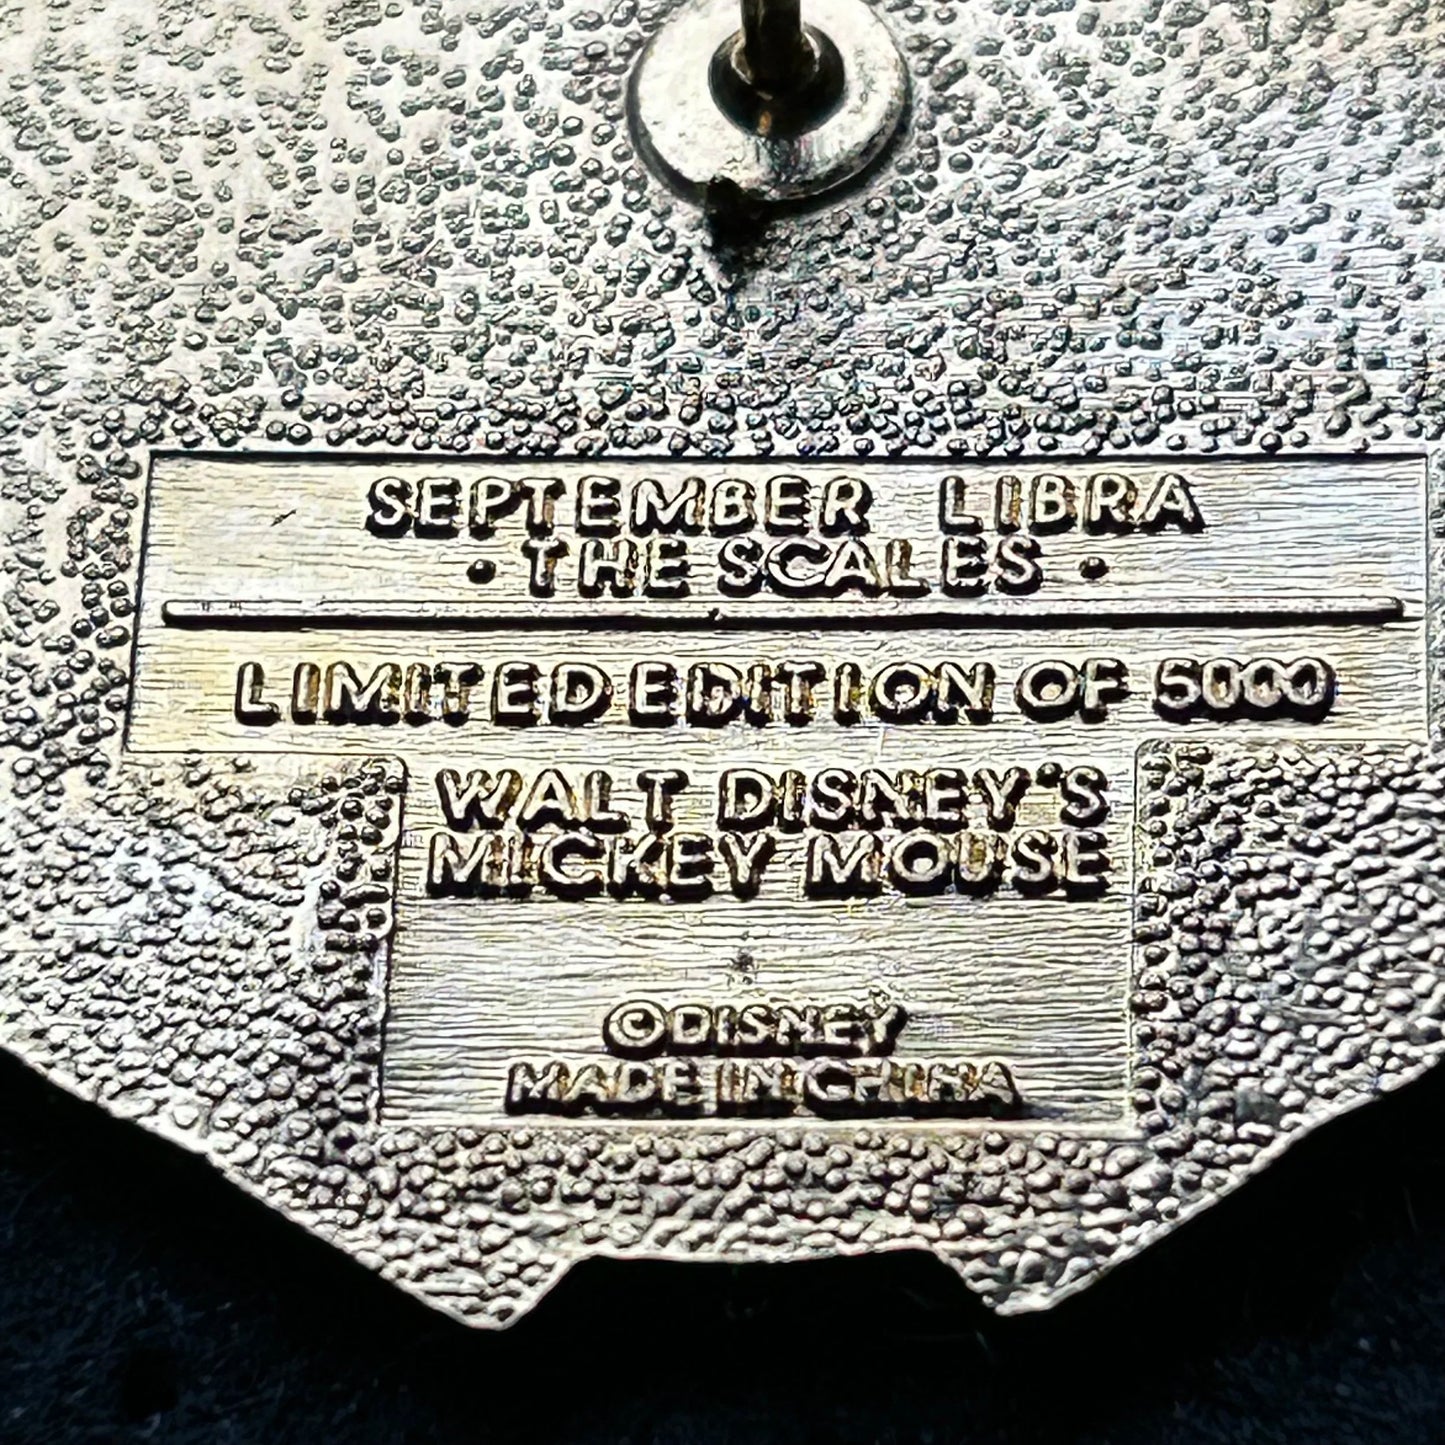 SEPTEMBER LIBRA
• THE SCALES •
LIMITED EDITION OF 5000
WALT DISNEY'S
MICKEY MOUSE
©DISNEY
MADE IN CHINA